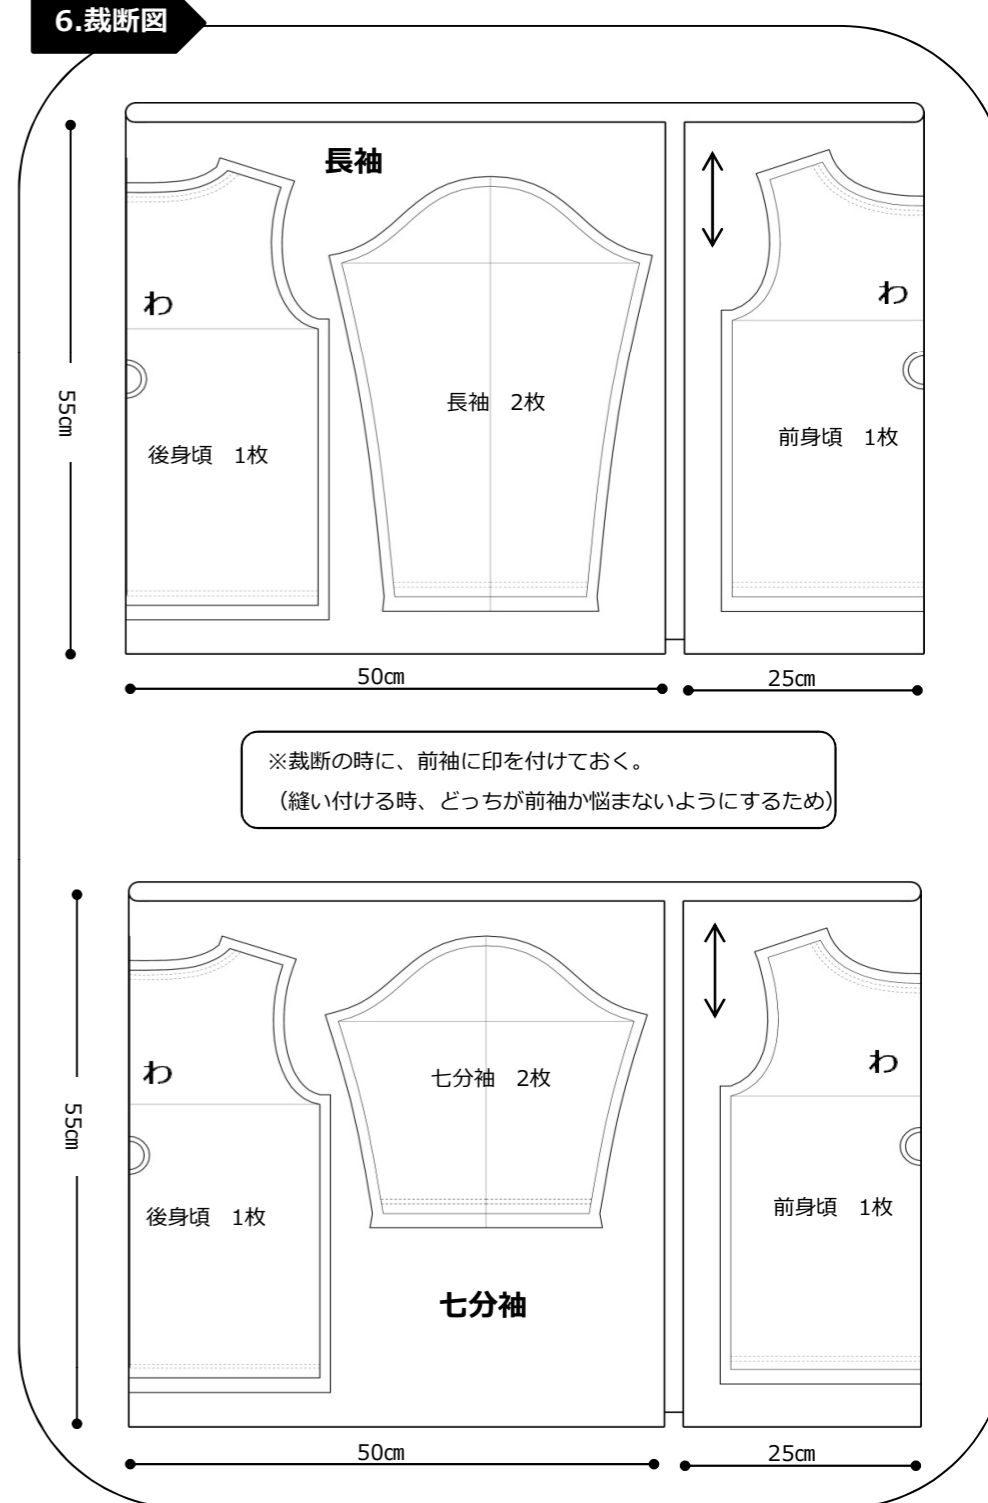 6.裁断図
長袖
わ
わ
長袖　2枚
後身頃　1枚
前身頃　1枚
55㎝
50㎝
25㎝
※裁断の時に、前袖に印を付けておく。
（縫い付ける時、どっちが前袖か悩まないようにするため）
わ
わ
七分袖　2枚
後身頃　1枚
前身頃　1枚
七分袖
55㎝
50㎝
25㎝